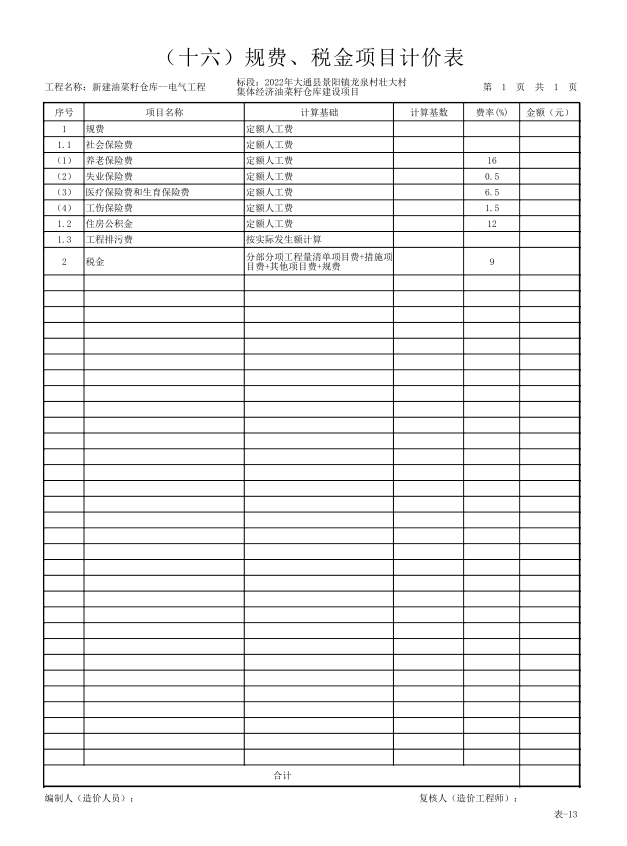 （十六）规费、税金项目计价表
工程名称：新建油菜籽仓库--电气工程
标段：2022年大通县景阳镇龙泉村壮大村
集体经济油菜籽仓库建设项目
第 1 页 共 1 页
序号 项目名称 计算基础 计算基数 费率(%) 金额（元）
1 规费 定额人工费
1.1 社会保险费 定额人工费
（1） 养老保险费 定额人工费 16
（2） 失业保险费 定额人工费 0.5
（3） 医疗保险费和生育保险费 定额人工费 6.5
（4） 工伤保险费 定额人工费 1.5
1.2 住房公积金 定额人工费 12
1.3 工程排污费 按实际发生额计算
2 税金 分部分项工程量清单项目费+措施项 9
目费+其他项目费+规费
合计
编制人（造价人员）； 复核人（造价工程师）；
表-13